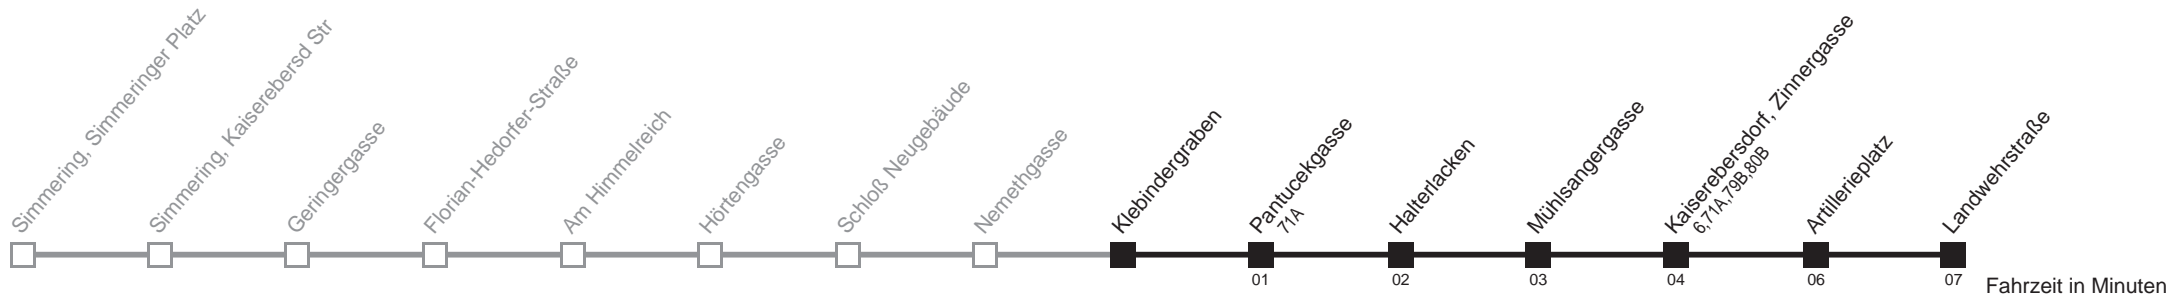 Simmering, Simmeringer Platz
Simmering, Kaiserebersd Str
Geringergasse
Florian-Hedorfer-Straße
Am Himmelreich
Hörtengasse
Schloß Neugebäude
Nemethgasse
Klebindergraben
Pantucekgasse
71A
Halterlacken
Mühlsangergasse
Kaiserebersdorf, Zinnergasse
6,71A,79B,80B
Artillerieplatz
Landwehrstraße
01
02
03
04
06
07
Fahrzeit in Minuten